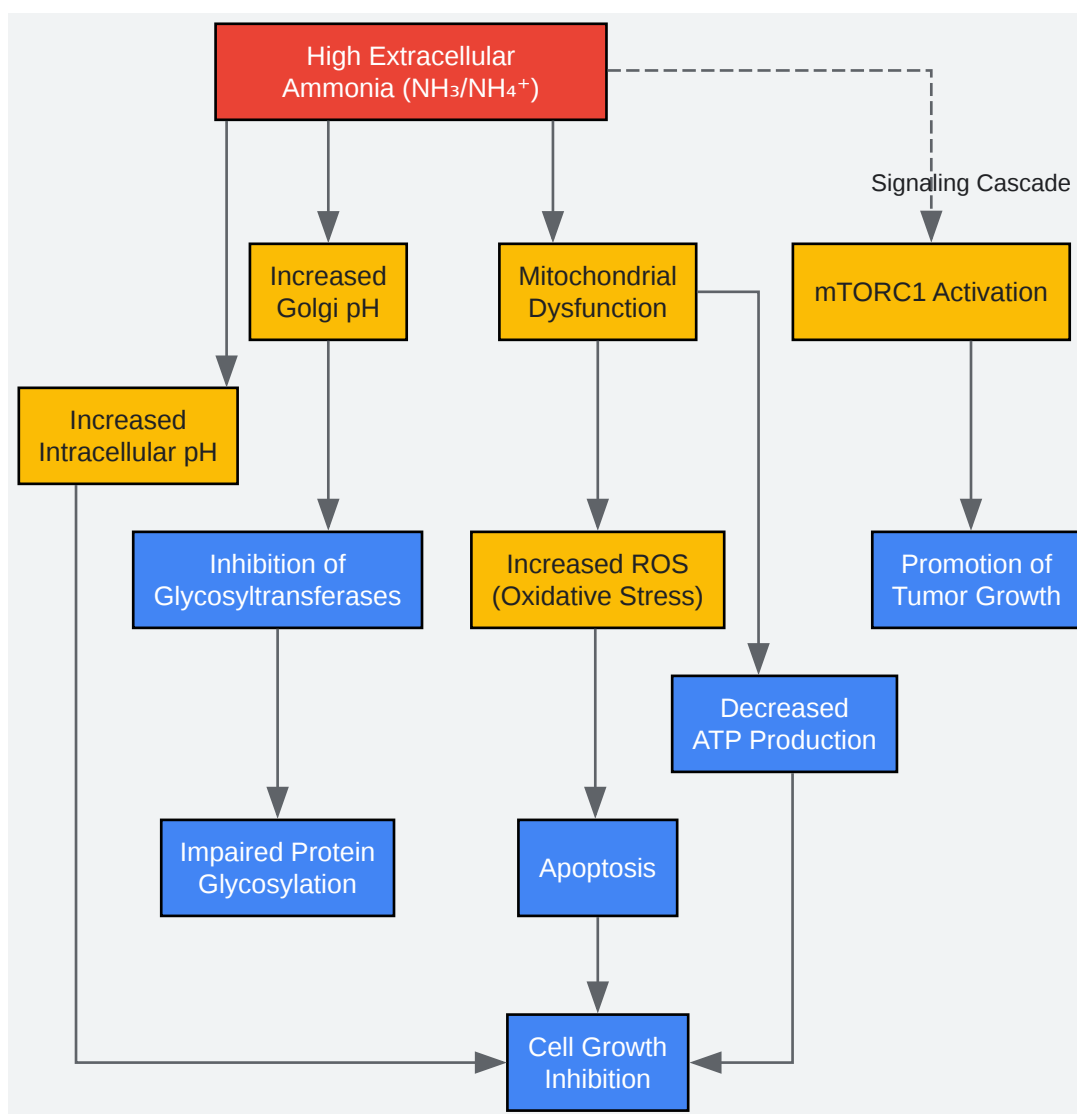 High Extracellular
Ammonia (NH₃/NH₄⁺)
Signaling Cascade
Increased
Golgi pH
Mitochondrial
Dysfunction
mTORC1 Activation
Increased
Intracellular pH
Inhibition of
Glycosyltransferases
Increased ROS
(Oxidative Stress)
Promotion of
Tumor Growth
Decreased
ATP Production
Impaired Protein
Glycosylation
Apoptosis
Cell Growth
Inhibition